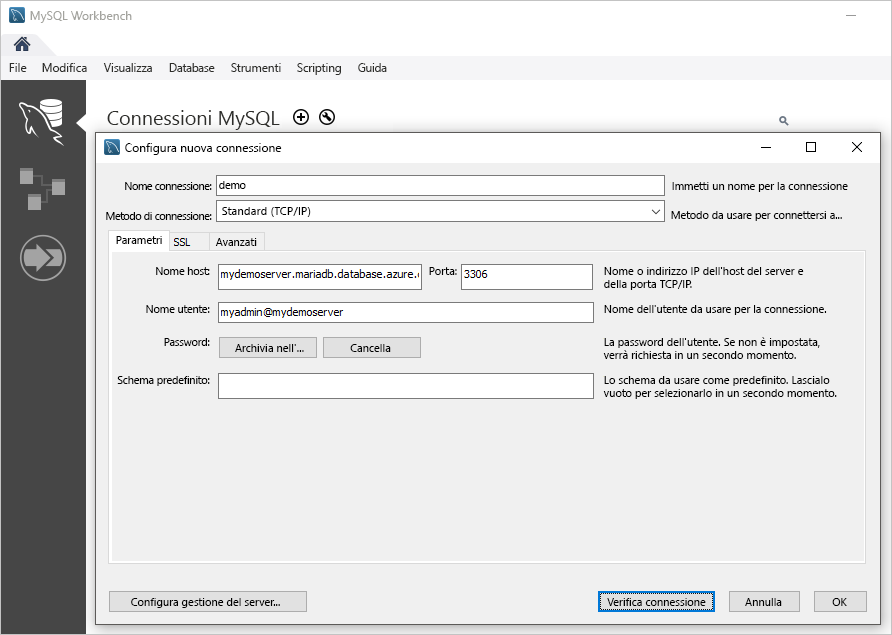 MySQL Workbench
File Modifica Visualizza Database Strumenti Scripting Guida
Connessioni MySQL
Configura nuova connessione
Nome connessione: demo Immetti un nome per la connessione
Metodo di connessione: Standard (TCP/IP) Metodo da usare per connettersi a...
Parametri SSL Avanzati
Nome host: mydemoserver.mariadb.database.azure. Porta: 3306 Nome o indirizzo IP dell'host del server e
della porta TCP/IP.
Nome utente: myadmin@mydemoserver Nome dell'utente da usare per la connessione.
Password: Archivia nell'... Cancella La password dell'utente. Se non è impostata,
verrà richiesta in un secondo momento.
Schema predefinito: Lo schema da usare come predefinito. Lascialo
vuoto per selezionarlo in un secondo momento.
Configura gestione del server... Verifica connessione Annulla OK